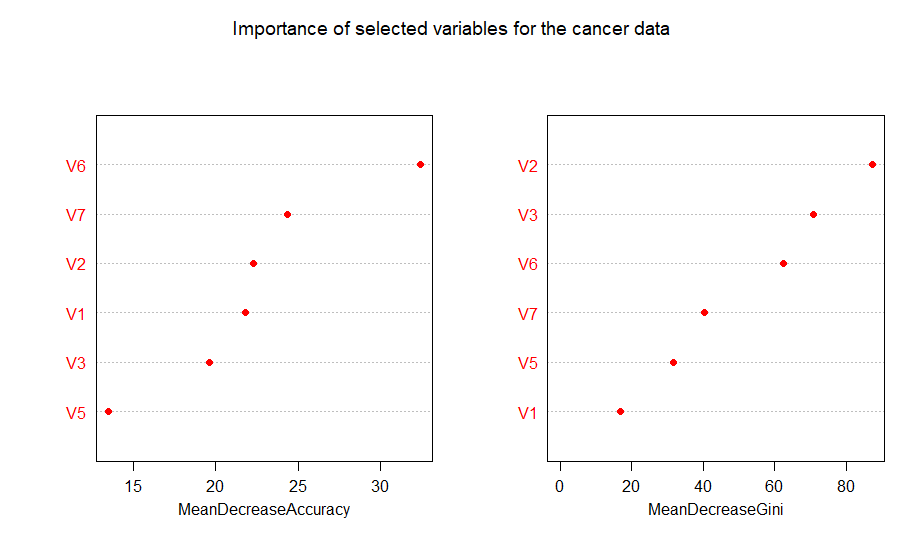 Importance of selected variables for the cancer data
V6
V7
V2
V1
V3
V5
15 20 25 30
MeanDecreaseAccuracy
V2
V3
V6
V7
V5
V1
0 20 40 60 80
MeanDecreaseGini